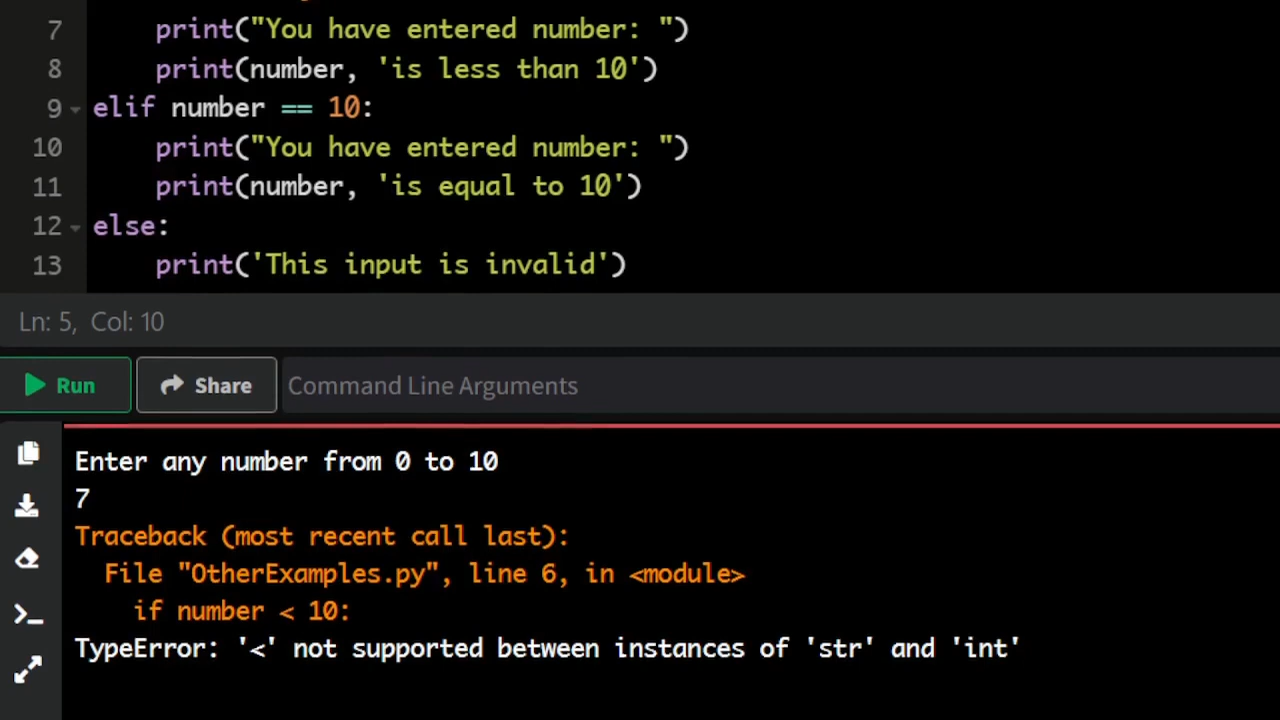 7 print("You have entered number: ")
8 print(number, 'is less than 10')
9 elif number == 10:
10 print("You have entered number: ")
11 print(number, 'is equal to 10')
12 else:
13 print('This input is invalid')
Ln: 5, Col: 10
Run Share Command Line Arguments
Enter any number from 0 to 10
7
Traceback (most recent call last):
File "OtherExamples.py", line 6, in <module>
if number < 10:
TypeError: '<' not supported between instances of 'str' and 'int'